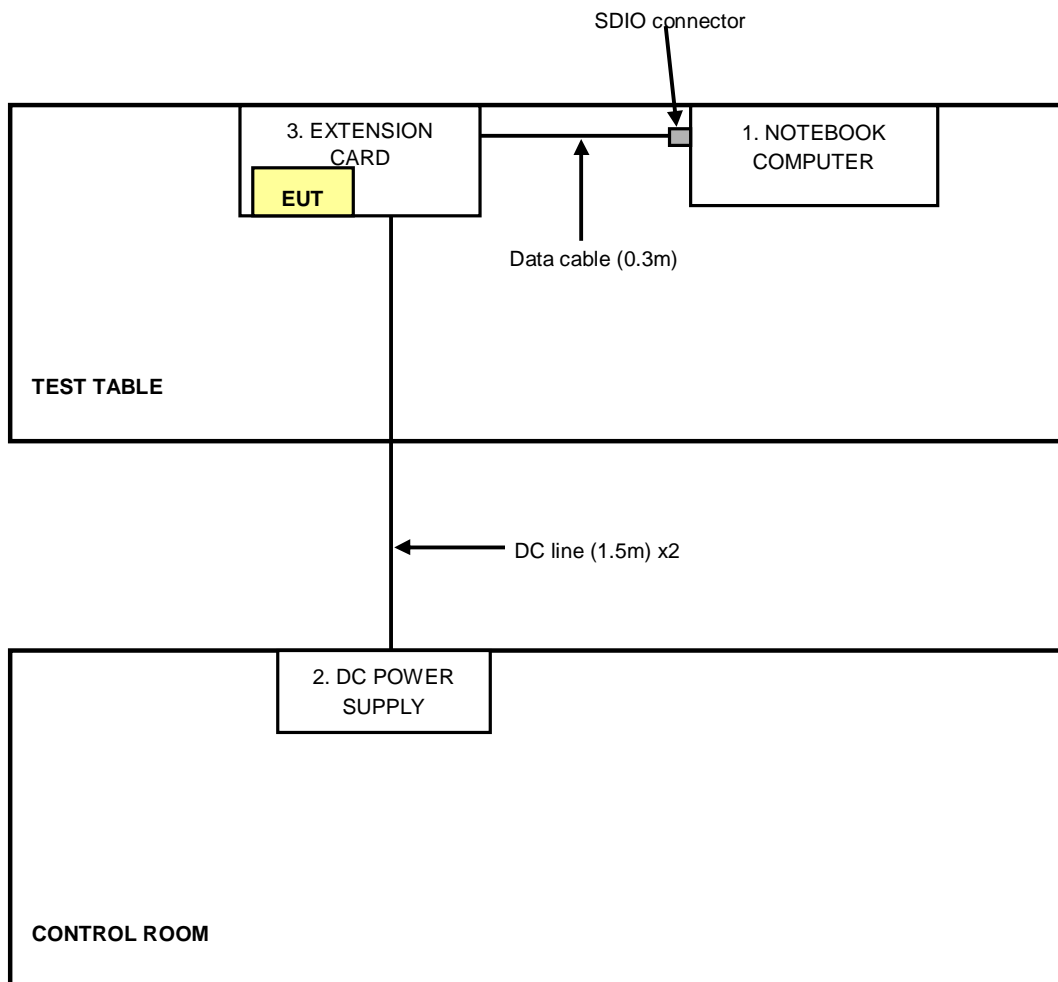 SDIO connector
3. EXTENSION
CARD
1. NOTEBOOK
COMPUTER
EUT
Data cable (0.3m)
TEST TABLE
DC line (1.5m) x2
2. DC POWER
SUPPLY
CONTROL ROOM